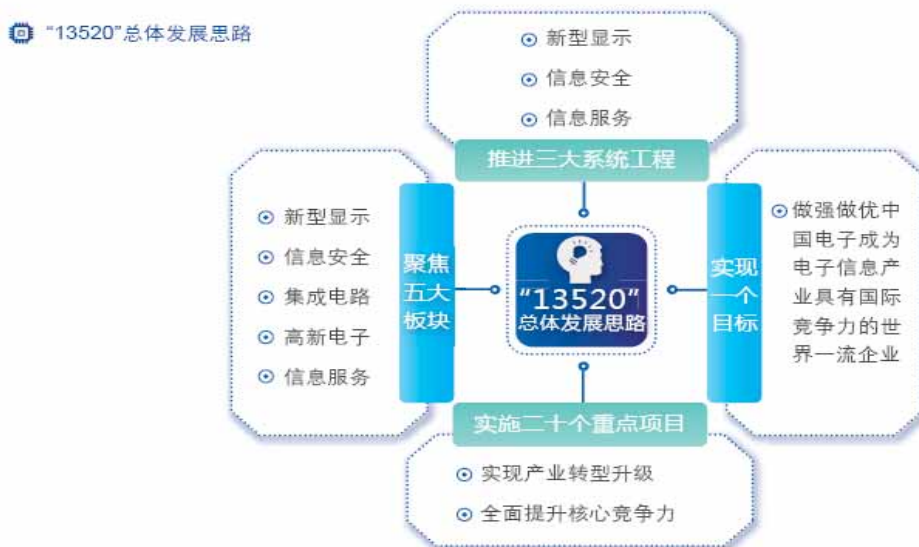 “13520”总体发展思路
新型显示
信息安全
信息服务
推进三大系统工程
新型显示
信息安全
集成电路
高新电子
信息服务
聚焦
五大
板块
“13520”
总体发展思路
实现
一个
目标
做强做优中
国电子成为
电子信息产
业具有国际
竞争力的世
界一流企业
实施二十个重点项目
实现产业转型升级
全面提升核心竞争力